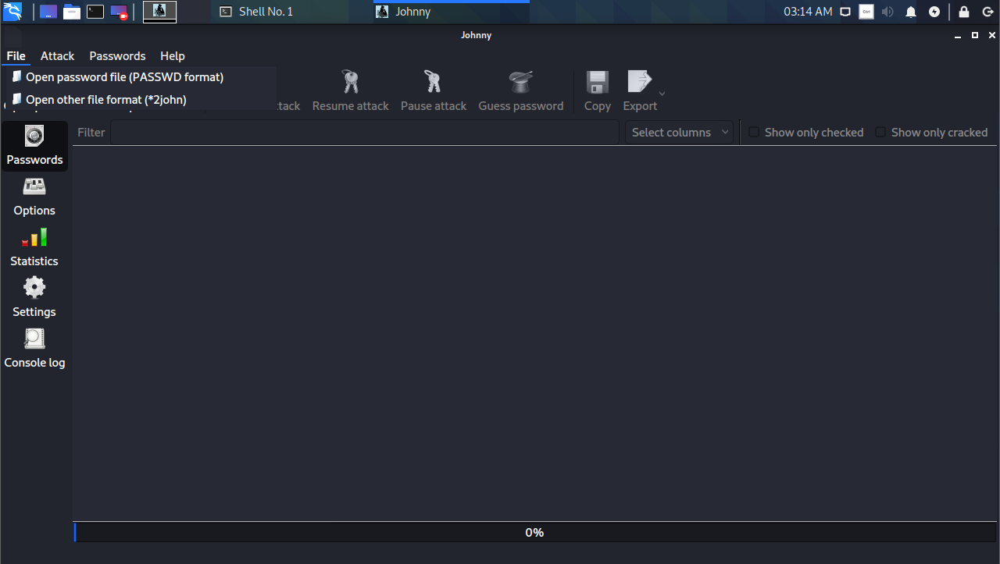 Shell No. 1
Johnny
03:14 AM
Ctrl
Johnny
File Attack Passwords Help
Open password file (PASSWD format)
Open other file format (*2john)
Resume attack Pause attack Guess password Copy Export
Filter Select columns Show only checked Show only cracked
Passwords
Options
Statistics
Settings
Console log
0%